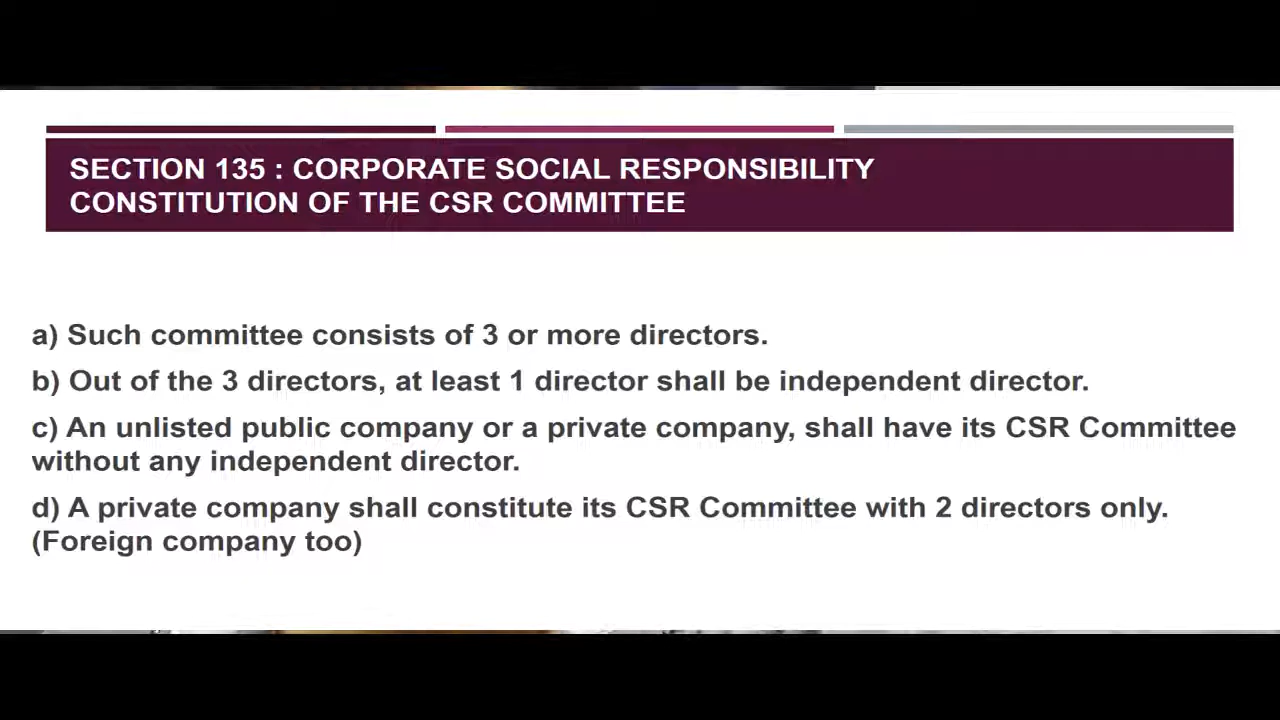 SECTION 135 : CORPORATE SOCIAL RESPONSIBILITY
CONSTITUTION OF THE CSR COMMITTEE
a) Such committee consists of 3 or more directors.
b) Out of the 3 directors, at least 1 director shall be independent director.
c) An unlisted public company or a private company, shall have its CSR Committee
without any independent director.
d) A private company shall constitute its CSR Committee with 2 directors only.
(Foreign company too)